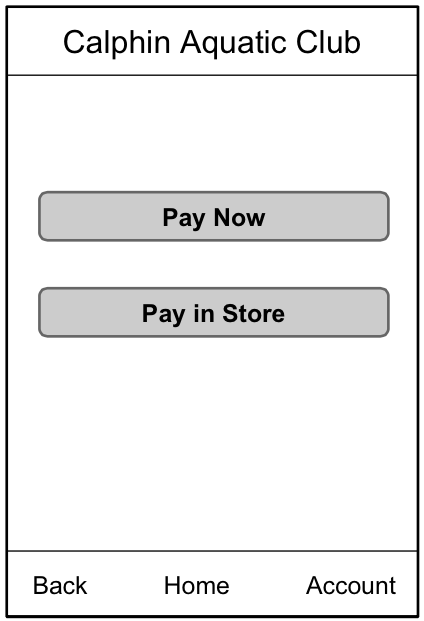 Calphin Aquatic Club
Pay Now
Pay in Store
Back Home Account